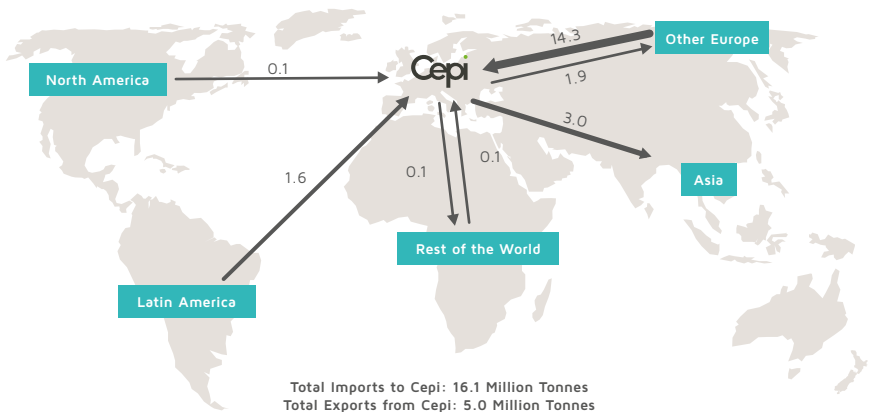 14.3
Other Europe
Cepi
North America
0.1
1.9
3.0
1.6
0.1
0.1
Asia
Rest of the World
Latin America
Total Imports to Cepi: 16.1 Million Tonnes
Total Exports from Cepi: 5.0 Million Tonnes